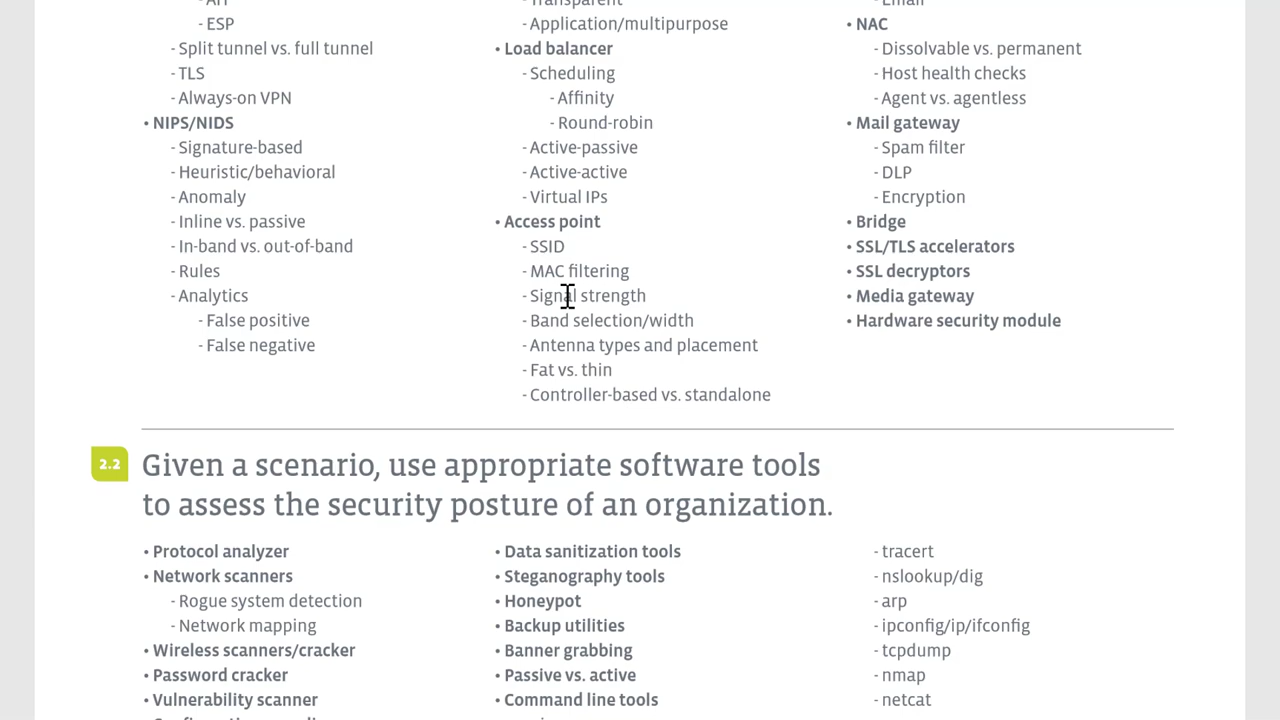 - ESP
- Split tunnel vs. full tunnel
- TLS
- Always-on VPN
• NIPS/NIDS
- Signature-based
- Heuristic/behavioral
- Anomaly
- Inline vs. passive
- In-band vs. out-of-band
- Rules
- Analytics
- False positive
- False negative
- Transparent
- Application/multipurpose
• Load balancer
- Scheduling
- Affinity
- Round-robin
- Active-passive
- Active-active
- Virtual IPs
• Access point
- SSID
- MAC filtering
- Signal strength
- Band selection/width
- Antenna types and placement
- Fat vs. thin
- Controller-based vs. standalone
- Email
• NAC
- Dissolvable vs. permanent
- Host health checks
- Agent vs. agentless
• Mail gateway
- Spam filter
- DLP
- Encryption
• Bridge
• SSL/TLS accelerators
• SSL decryptors
• Media gateway
• Hardware security module
2.2 Given a scenario, use appropriate software tools
to assess the security posture of an organization.
• Protocol analyzer
• Network scanners
- Rogue system detection
- Network mapping
• Wireless scanners/cracker
• Password cracker
• Vulnerability scanner
• Data sanitization tools
• Steganography tools
• Honeypot
• Backup utilities
• Banner grabbing
• Passive vs. active
• Command line tools
- tracert
- nslookup/dig
- arp
- ipconfig/ip/ifconfig
- tcpdump
- nmap
- netcat